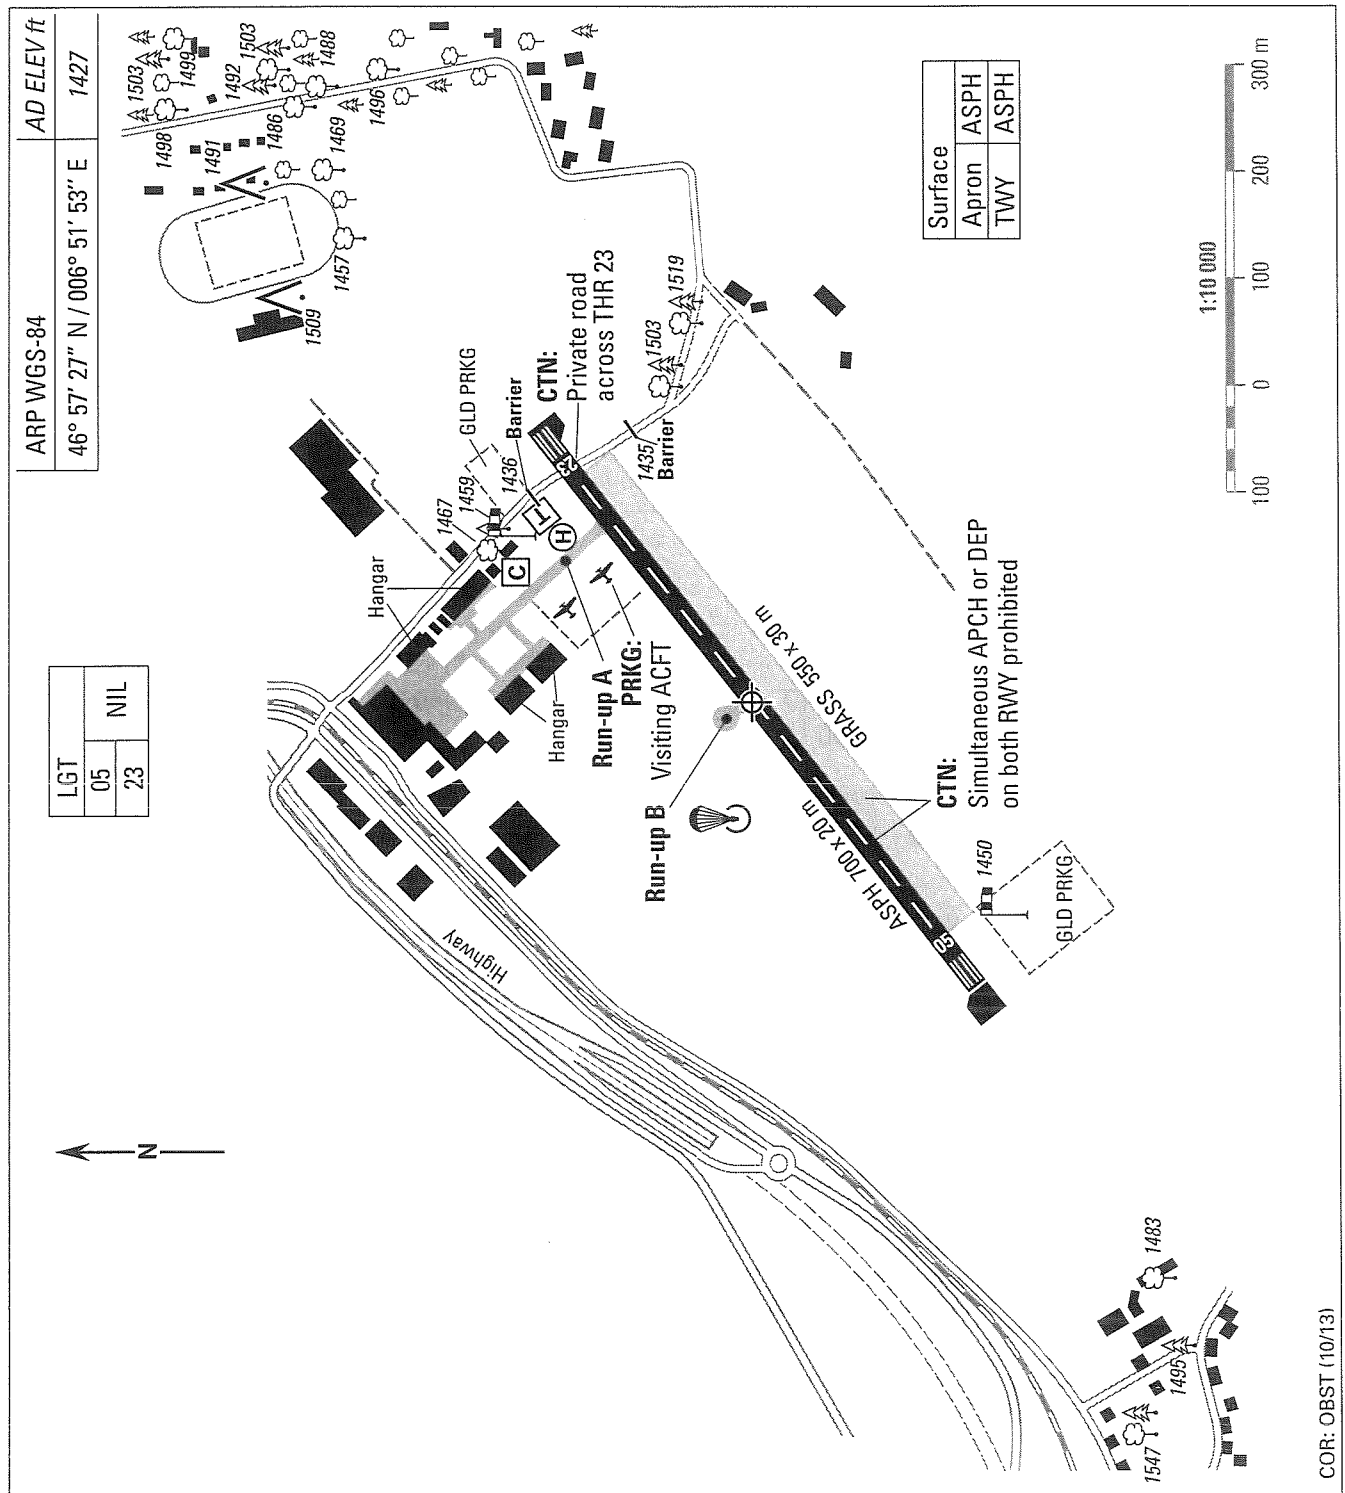 ARP WGS-84
AD ELEV ft
46° 57' 27" N / 006° 51' 53" E
1427
LGT
05
23
NIL
N
1503
1499
1498
1503
1488
1492
1486
1491
1469
1496
1457
1509
GLD PRKG
1467
1459
1436
Barrier
CTN:
Private road
across THR 23
1503
1519
1435
Barrier
Hangar
Hangar
C
T
H
23
Run-up A
PRKG:
Visiting ACFT
Run-up B
Highway
GRASS 550 x 30 m
ASPH 700 x 20 m
05
CTN:
Simultaneous APCH or DEP
on both RWY prohibited
1450
GLD PRKG
Surface
Apron ASPH
TWY ASPH
1:10 000
100 0 100 200 300 m
1483
1495
1547
COR: OBST (10/13)